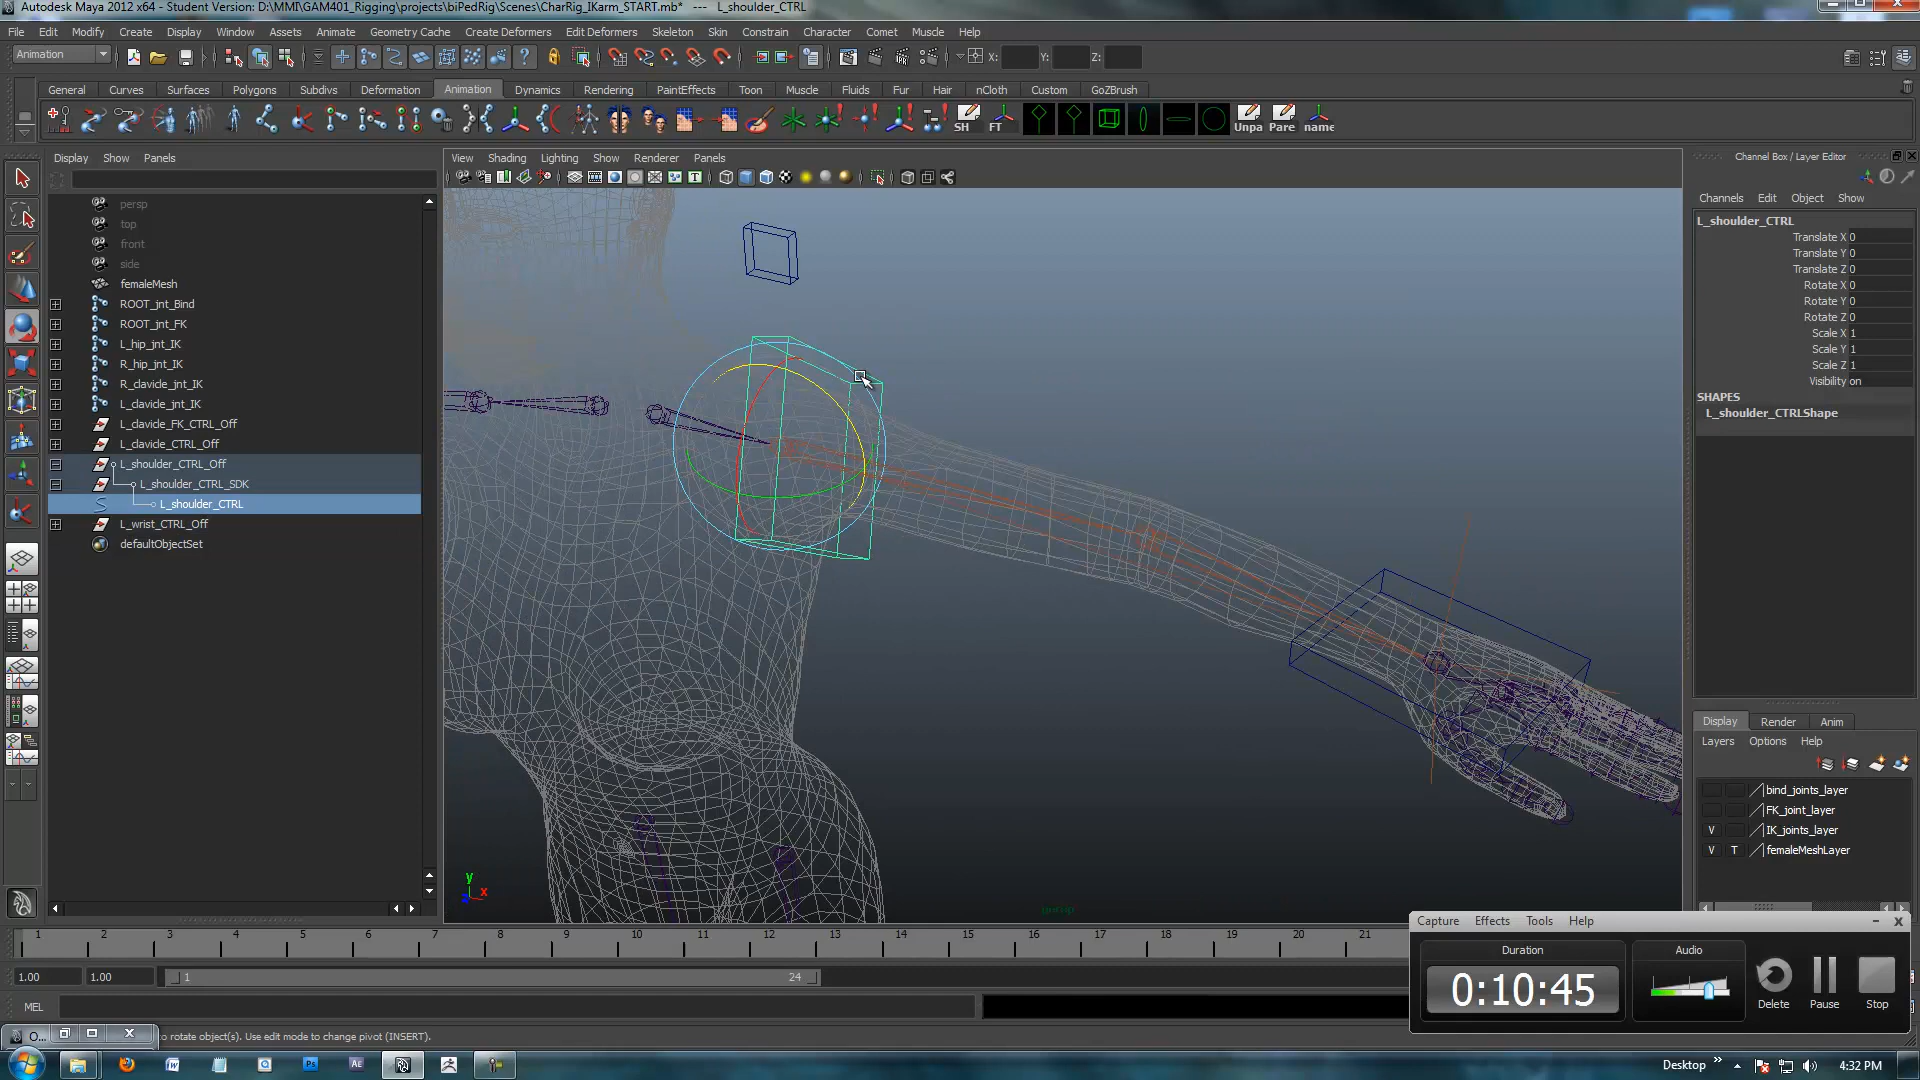 Autodesk Maya 2012 x64 - Student Version: D:\MMI\GAM401_Rigging\projects\biPedRig\Scenes\CharRig_IKarm_START.mb* --- L_shoulder_CTRL
File Edit Modify Create Display Window Assets Animate Geometry Cache Create Deformers Edit Deformers Skeleton Skin Constrain Character Comet Muscle Help
Animation X: Y: Z:
General Curves Surfaces Polygons Subdivs Deformation Animation Dynamics Rendering PaintEffects Toon Muscle Fluids Fur Hair nCloth Custom GoZBrush
SH FT Unpa Pare name
Display Show Panels
View Shading Lighting Show Renderer Panels
Channel Box / Layer Editor
Channels Edit Object Show
persp
top
front
side
femaleMesh
ROOT_jnt_Bind
ROOT_jnt_FK
L_hip_jnt_IK
R_hip_jnt_IK
R_clavicle_jnt_IK
L_clavicle_jnt_IK
L_clavicle_FK_CTRL_Off
L_clavicle_CTRL_Off
L_shoulder_CTRL_Off
L_shoulder_CTRL_SDK
L_shoulder_CTRL
L_wrist_CTRL_Off
defaultObjectSet
L_shoulder_CTRL
Translate X 0
Translate Y 0
Translate Z 0
Rotate X 0
Rotate Y 0
Rotate Z 0
Scale X 1
Scale Y 1
Scale Z 1
Visibility on
SHAPES
L_shoulder_CTRLShape
y
x
z
persp
Display Render Anim
Layers Options Help
bind_joints_layer
FK_joint_layer
V IK_joints_layer
V T femaleMeshLayer
1 2 3 4 5 6 7 8 9 10 11 12 13 14 15 16 17 18 19 20 21
1.00 1.00 1 24
MEL
O...
to rotate object(s). Use edit mode to change pivot (INSERT).
Capture Effects Tools Help
Duration
0:10:45
Audio
Delete Pause Stop
Desktop 4:32 PM